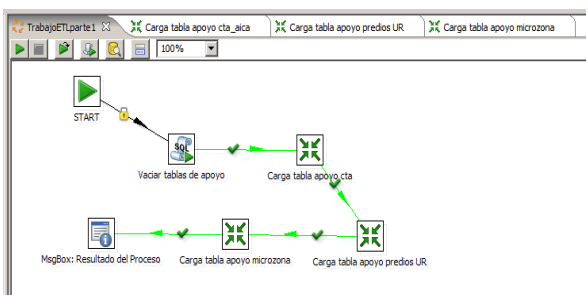 TrabajoETLparte1
Carga tabla apoyo cta_aica
Carga tabla apoyo predios UR
Carga tabla apoyo microzona
100%
START
SQL
Vaciar tablas de apoyo
Carga tabla apoyo cta
MsgBox: Resultado del Proceso
Carga tabla apoyo microzona
Carga tabla apoyo predios UR